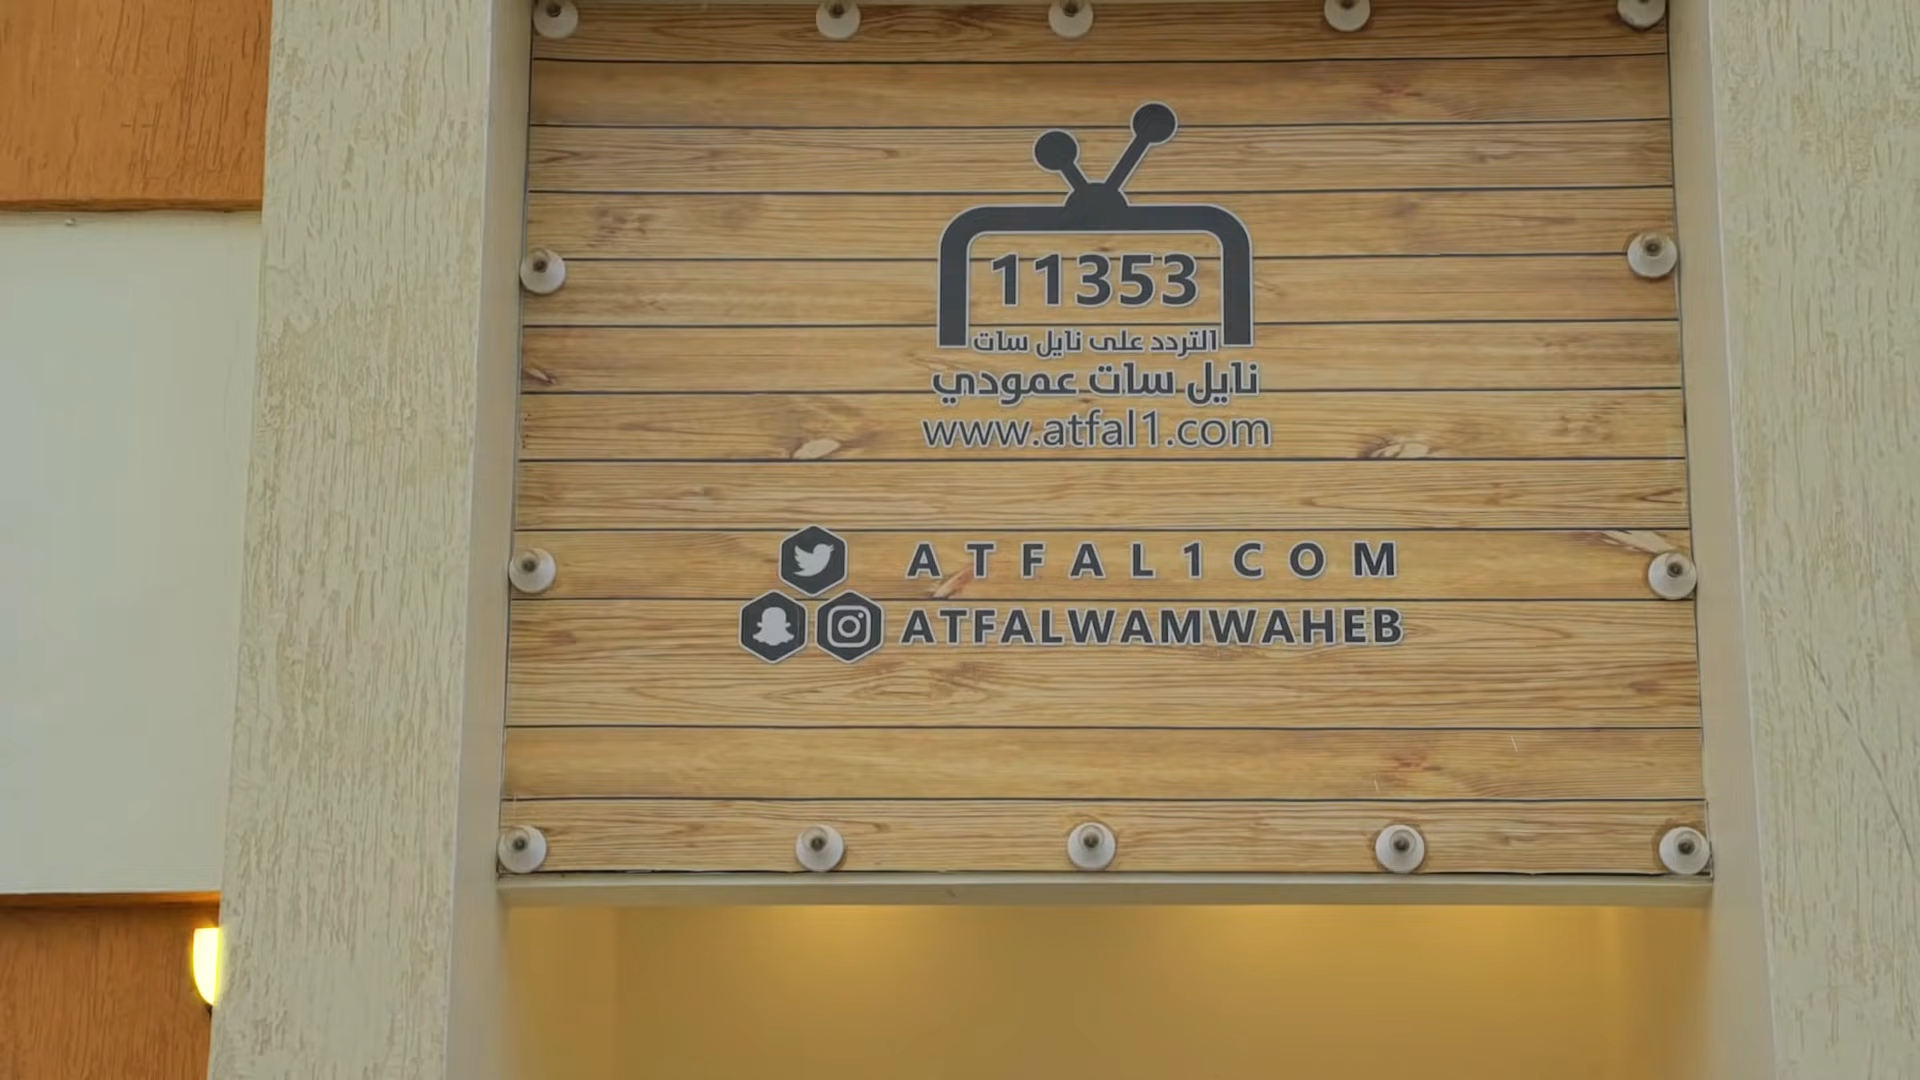 11353
التردد على نايل سات
نايل سات عمودي
www.atfal1.com
ATFAL1COM
ATFALWAMWAHEB